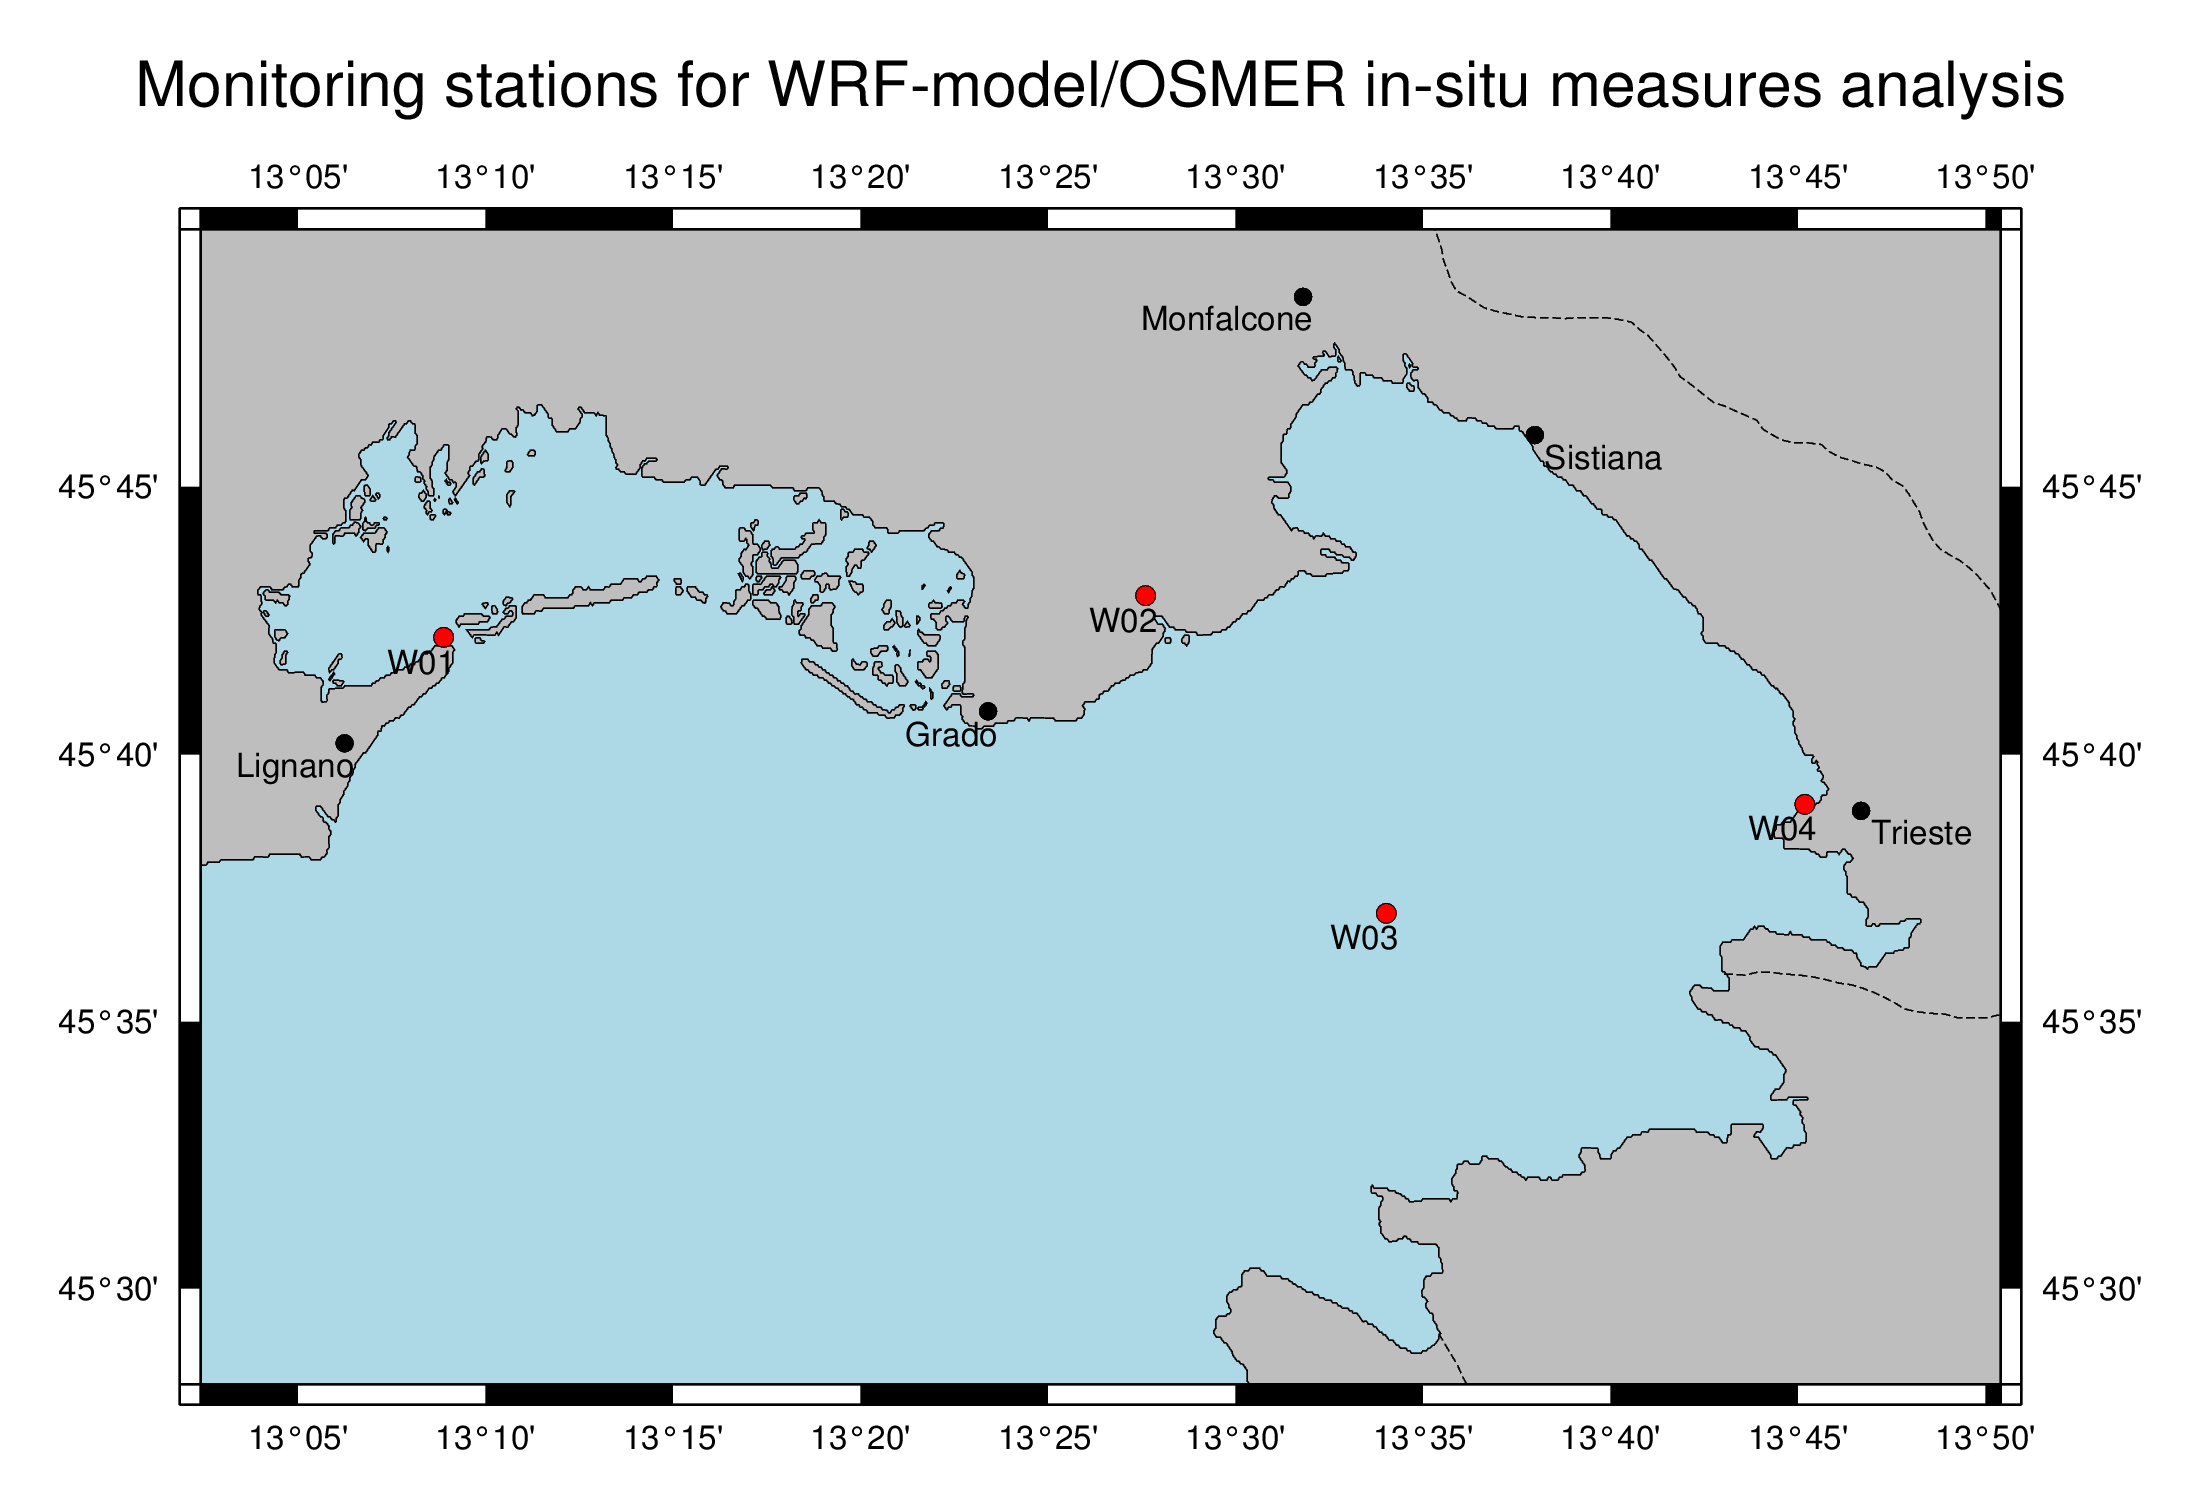 Monitoring stations for WRF-model/OSMER in-situ measures analysis
13°05' 13°10' 13°15' 13°20' 13°25' 13°30' 13°35' 13°40' 13°45' 13°50'
Monfalcone
Sistiana
45°45' 45°45'
W02
W01
Grado
45°40' 45°40'
Lignano
W04
Trieste
W03
45°35' 45°35'
45°30' 45°30'
13°05' 13°10' 13°15' 13°20' 13°25' 13°30' 13°35' 13°40' 13°45' 13°50'